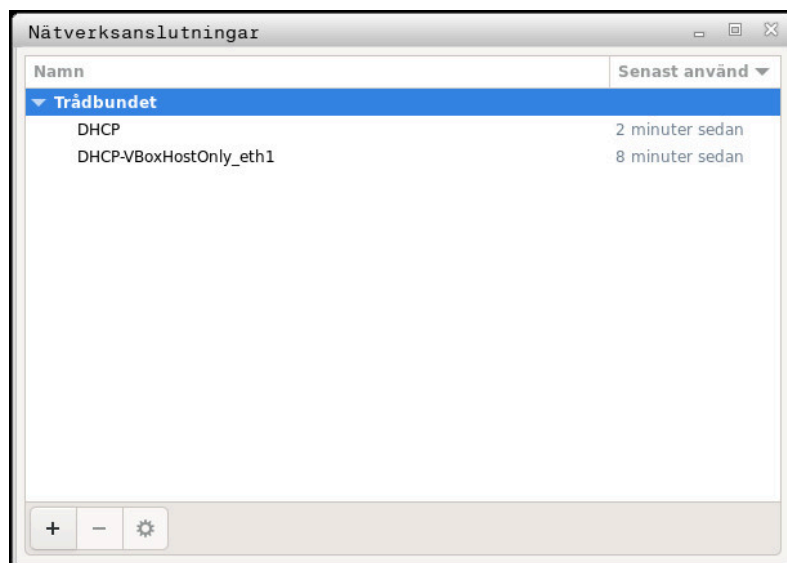 Nätverksanslutningar
Namn Senast använd
Trådbundet
DHCP 2 minuter sedan
DHCP-VBoxHostOnly_eth1 8 minuter sedan